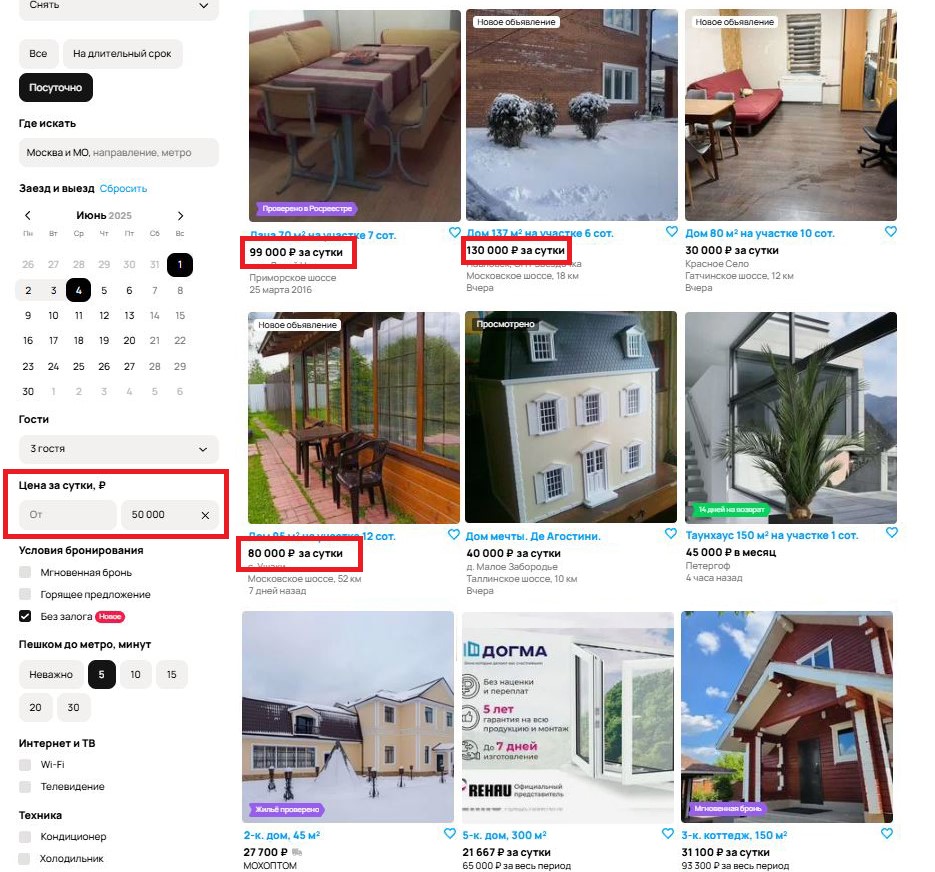 Снять
Все
На длительный срок
Посуточно
Где искать
Москва и МО, направление, метро
Заезд и выезд Сбросить
Июнь 2025
Пн Вт Ср Чт Пт Сб Вс
26 27 28 29 30 31 1
2 3 4 5 6 7 8
9 10 11 12 13 14 15
16 17 18 19 20 21 22
23 24 25 26 27 28 29
30 1 2 3 4 5 6
Гости
3 гостя
Цена за сутки, ₽
От
50 000
Условия бронирования
Мгновенная бронь
Горящее предложение
Без залога Новое
Пешком до метро, минут
Неважно 5 10 15
20 30
Интернет и ТВ
Wi-Fi
Телевидение
Техника
Кондиционер
Холодильник
Проверено в Росреестре
Дача 70 м² на участке 7 сот.
99 000 ₽ за сутки
Приморское шоссе
25 марта 2016
Новое объявление
Дом 137 м² на участке 6 сот.
130 000 ₽ за сутки
Московское шоссе, 18 км
Вчера
Новое объявление
Дом 80 м² на участке 10 сот.
30 000 ₽ за сутки
Красное Село
Гатчинское шоссе, 12 км
Вчера
Новое объявление
Дом 95 м² на участке 12 сот.
80 000 ₽ за сутки
Московское шоссе, 52 км
7 дней назад
Просмотрено
Дом мечты. Де Агостини.
40 000 ₽ за сутки
д. Малое Забородье
Таллинское шоссе, 10 км
Вчера
14 дней на возврат
Таунхаус 150 м² на участке 1 сот.
45 000 ₽ в месяц
Петергоф
4 часа назад
Жильё проверено
2-к. дом, 45 м²
27 700 ₽
МОХОПТОМ
ДОГМА
Без наценки
и переплат
5 лет
гарантия на всю
продукцию и монтаж
До 7 дней
изготовление
REHAU Официальный
представитель
5-к. дом, 300 м²
21 667 ₽ за сутки
65 000 ₽ за весь период
Мгновенная бронь
3-к. коттедж, 150 м²
31 100 ₽ за сутки
93 300 ₽ за весь период